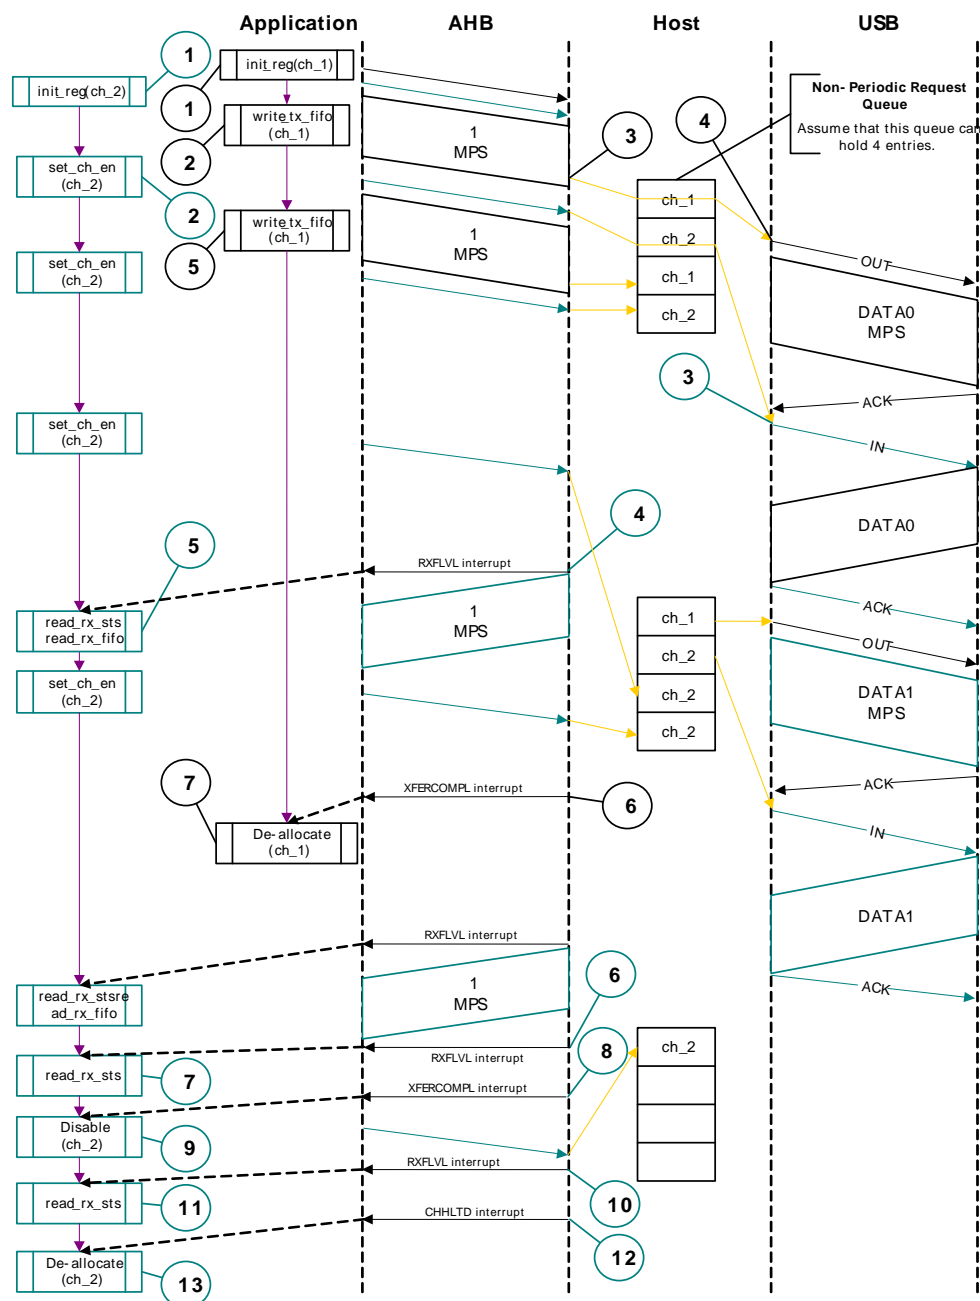 Application
AHB
Host
USB
1
init_reg(ch_1)
init_reg(ch_2)
1
Non- Periodic Request
Queue
Assume that this queue can
hold 4 entries.
write_tx_fifo
(ch_1)
1
MPS
3
4
2
set_ch_en
(ch_2)
ch_1
2
write_tx_fifo
(ch_1)
1
MPS
ch_2
5
OUT
set_ch_en
(ch_2)
ch_1
ch_2
DATA0
MPS
3
ACK
set_ch_en
(ch_2)
IN
4
DATA0
5
RXFLVL interrupt
read_rx_sts
read_rx_fifo
1
MPS
ch_1
ACK
OUT
ch_2
set_ch_en
(ch_2)
ch_2
DATA1
MPS
ch_2
7
XFERCOMPL interrupt
6
ACK
De-allocate
(ch_1)
IN
DATA1
RXFLVL interrupt
read_rx_stsre
ad_rx_fifo
1
MPS
6
ACK
RXFLVL interrupt
8
ch_2
read_rx_sts
7
XFERCOMPL interrupt
Disable
(ch_2)
9
RXFLVL interrupt
read_rx_sts
11
10
CHHLTD interrupt
12
De-allocate
(ch_2)
13